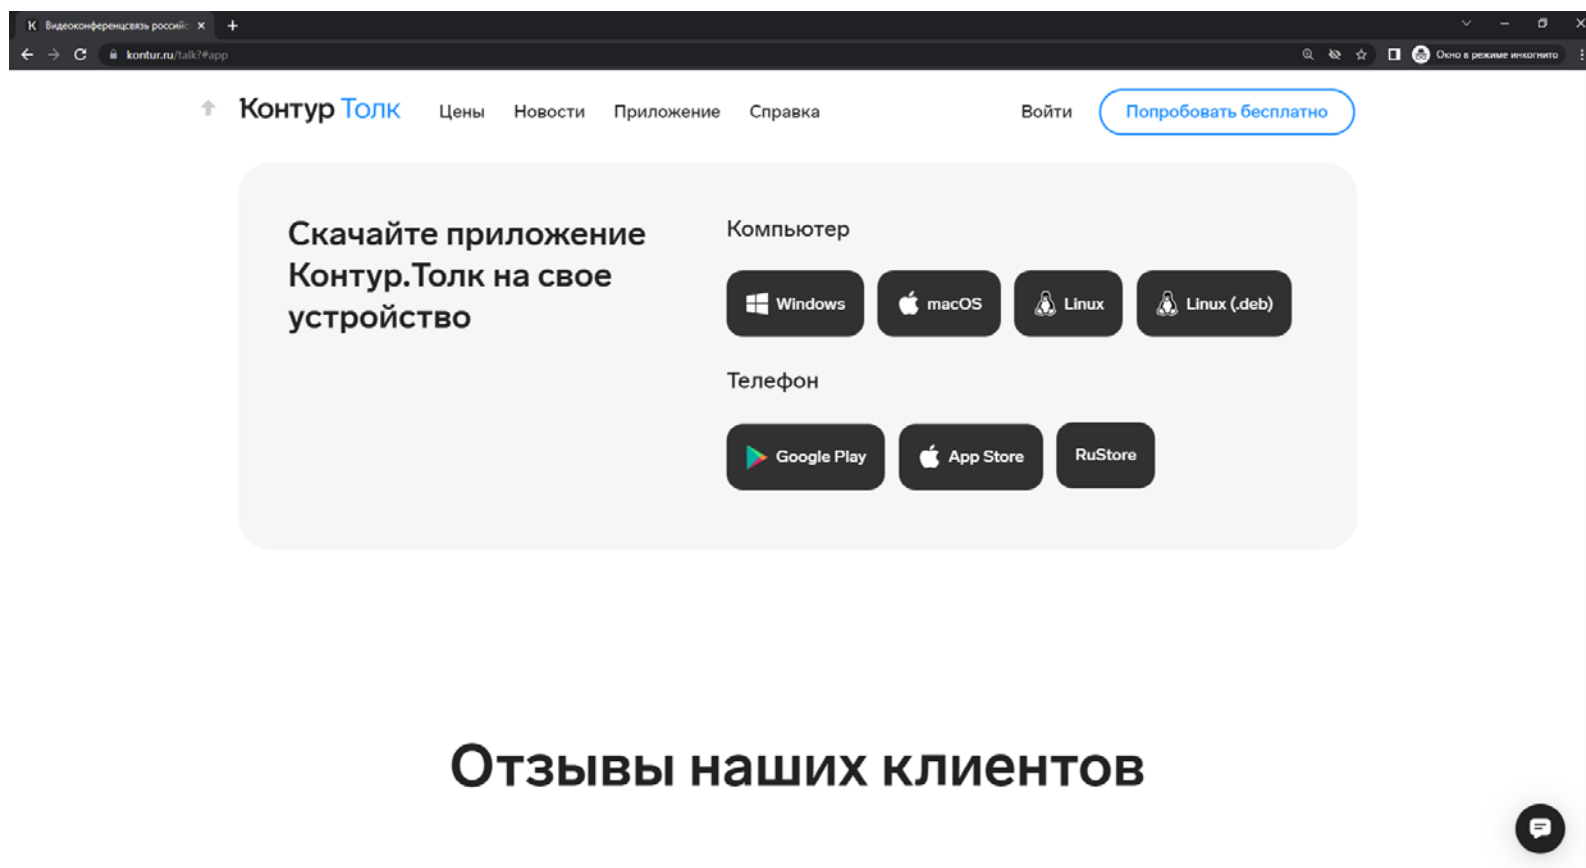 К Видеоконференцсвязь российс
kontur.ru/talk?#app
Окно в режиме инкогнито
Контур Толк Цены Новости Приложение Справка Войти Попробовать бесплатно
Скачайте приложение
Контур.Толк на свое
устройство
Компьютер
Windows macOS Linux Linux (.deb)
Телефон
Google Play App Store RuStore
Отзывы наших клиентов